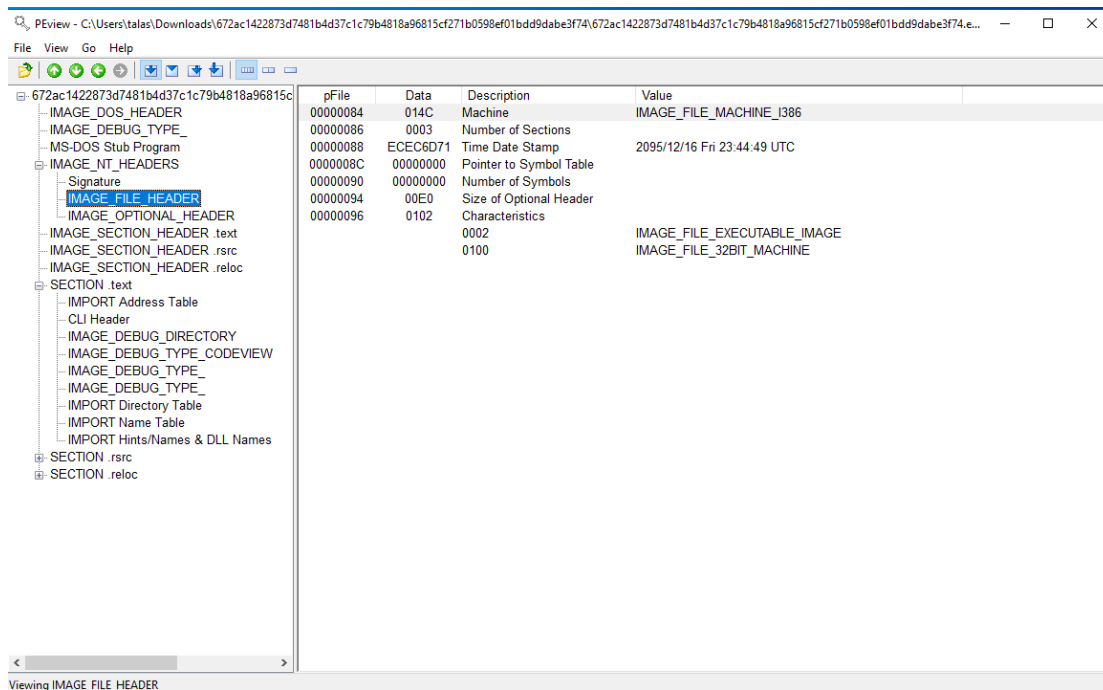 PEview - C:\Users\talas\Downloads\672ac1422873d7481b4d37c1c79b4818a96815cf271b0598ef01bdd9dabe3f74\672ac1422873d7481b4d37c1c79b4818a96815cf271b0598ef01bdd9dabe3f74.e...
File View Go Help
672ac1422873d7481b4d37c1c79b4818a96815c
IMAGE_DOS_HEADER
IMAGE_DEBUG_TYPE_
MS-DOS Stub Program
IMAGE_NT_HEADERS
Signature
IMAGE_FILE_HEADER
IMAGE_OPTIONAL_HEADER
IMAGE_SECTION_HEADER .text
IMAGE_SECTION_HEADER .rsrc
IMAGE_SECTION_HEADER .reloc
SECTION .text
IMPORT Address Table
CLI Header
IMAGE_DEBUG_DIRECTORY
IMAGE_DEBUG_TYPE_CODEVIEW
IMAGE_DEBUG_TYPE_
IMAGE_DEBUG_TYPE_
IMPORT Directory Table
IMPORT Name Table
IMPORT Hints/Names & DLL Names
SECTION .rsrc
SECTION .reloc
pFile Data Description Value
00000084 014C Machine IMAGE_FILE_MACHINE_I386
00000086 0003 Number of Sections
00000088 ECEC6D71 Time Date Stamp 2095/12/16 Fri 23:44:49 UTC
0000008C 00000000 Pointer to Symbol Table
00000090 00000000 Number of Symbols
00000094 00E0 Size of Optional Header
00000096 0102 Characteristics
0002 IMAGE_FILE_EXECUTABLE_IMAGE
0100 IMAGE_FILE_32BIT_MACHINE
Viewing IMAGE_FILE_HEADER